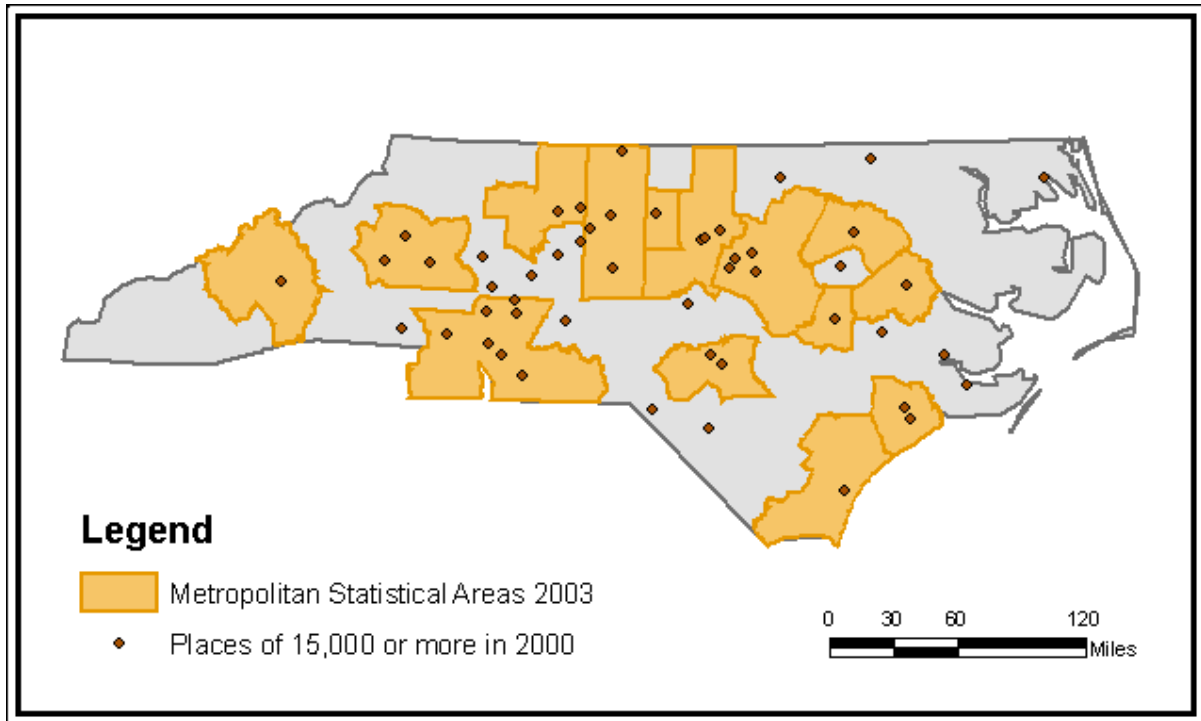 Legend
Metropolitan Statistical Areas 2003
Places of 15,000 or more in 2000
0 30 60 120
Miles